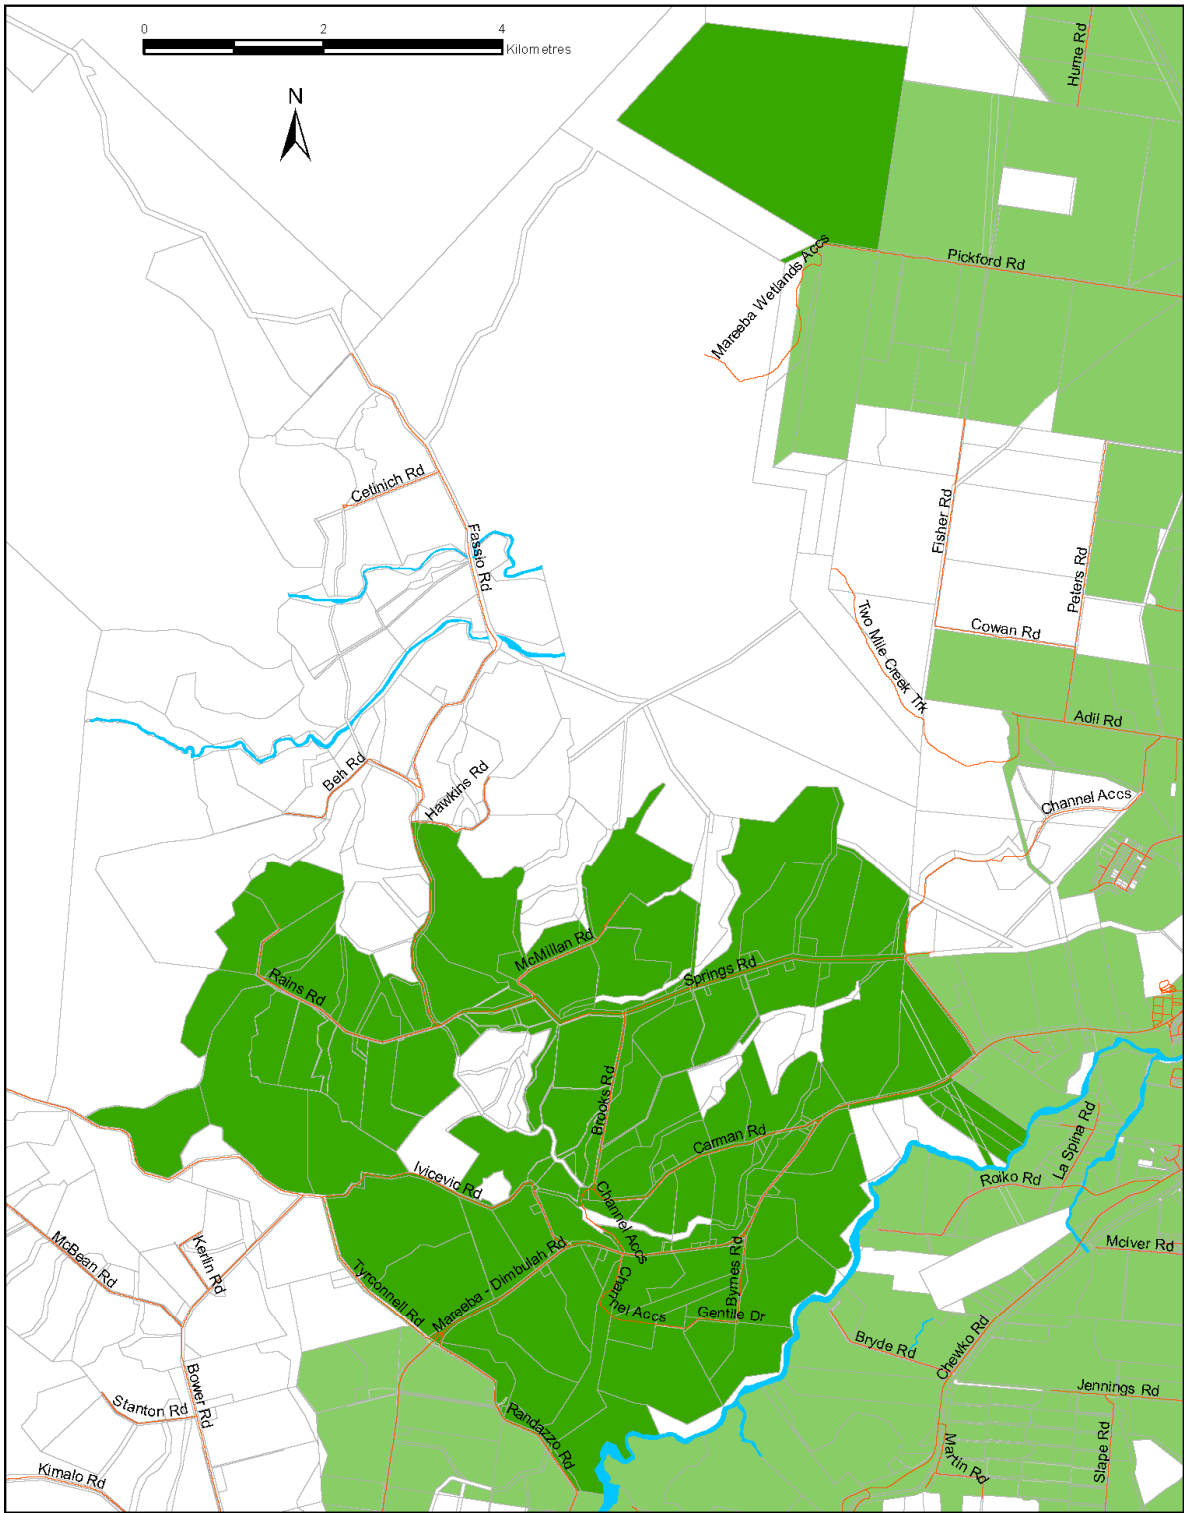 0 2 4
Kilometres
N
Hume Rd
Pickford Rd
Mareeba Wetlands Accs
Cetinich Rd
Fassio Rd
Fisher Rd
Peters Rd
Cowan Rd
Two Mile Creek Trk
Adil Rd
Beh Rd
Hawkins Rd
Channel Accs
McMillan Rd
Springs Rd
Rains Rd
Brooks Rd
Carman Rd
La Spina Rd
Roiko Rd
Ivicevic Rd
Channel Accs
McIver Rd
McBean Rd
Kerlin Rd
Tyrconnell Rd
Mareeba - Dimbulah Rd
Channel Accs
Byrnes Rd
Gentile Dr
Bryde Rd
Chewko Rd
Jennings Rd
Stanton Rd
Bower Rd
Randazzo Rd
Martin Rd
Slape Rd
Kimalo Rd